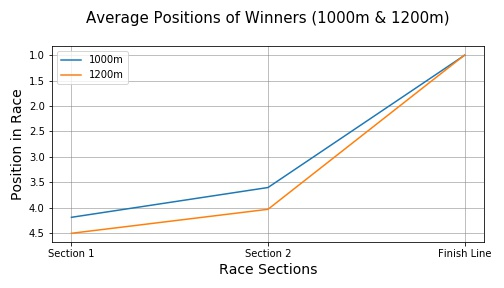 Average Positions of Winners (1000m & 1200m)
1000m
1200m
Position in Race
1.0
1.5
2.0
2.5
3.0
3.5
4.0
4.5
Section 1
Section 2
Finish Line
Race Sections